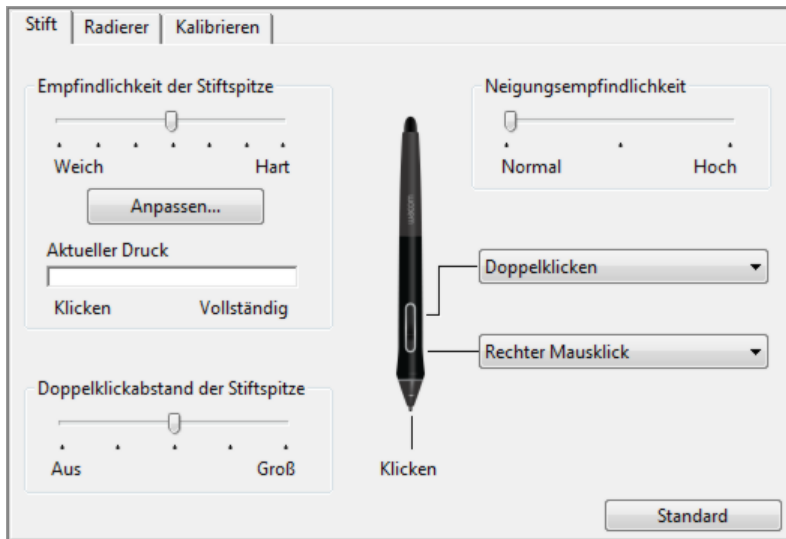 Stift
Radierer
Kalibrieren
Empfindlichkeit der Stiftspitze
Weich
Hart
Anpassen...
Aktueller Druck
Klicken
Vollständig
Doppelklickabstand der Stiftspitze
Aus
Groß
wacom
Klicken
Neigungsempfindlichkeit
Normal
Hoch
Doppelklicken
Rechter Mausklick
Standard